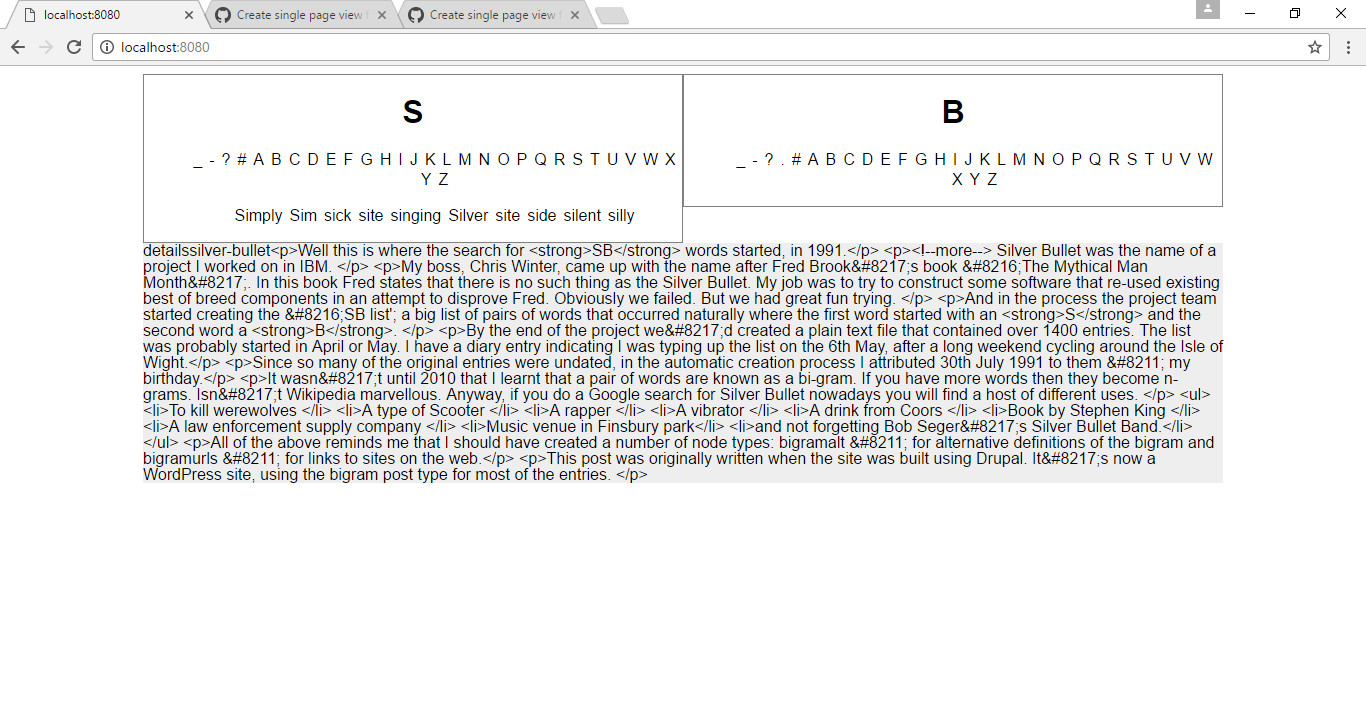 localhost:8080
Create single page view f
Create single page view f
localhost:8080
S
_ - ? # A B C D E F G H I J K L M N O P Q R S T U V W X
Y Z
Simply Sim sick site singing Silver site side silent silly
B
_ - ? . # A B C D E F G H I J K L M N O P Q R S T U V W
X Y Z
detailssilver-bullet<p>Well this is where the search for <strong>SB</strong> words started, in 1991.</p> <p><!--more--> Silver Bullet was the name of a
project I worked on in IBM. </p> <p>My boss, Chris Winter, came up with the name after Fred Brook&#8217;s book &#8216;The Mythical Man
Month&#8217;. In this book Fred states that there is no such thing as the Silver Bullet. My job was to try to construct some software that re-used existing
best of breed components in an attempt to disprove Fred. Obviously we failed. But we had great fun trying. </p> <p>And in the process the project team
started creating the &#8216;SB list'; a big list of pairs of words that occurred naturally where the first word started with an <strong>S</strong> and the
second word a <strong>B</strong>. </p> <p>By the end of the project we&#8217;d created a plain text file that contained over 1400 entries. The list
was probably started in April or May. I have a diary entry indicating I was typing up the list on the 6th May, after a long weekend cycling around the Isle of
Wight.</p> <p>Since so many of the original entries were undated, in the automatic creation process I attributed 30th July 1991 to them &#8211; my
birthday.</p> <p>It wasn&#8217;t until 2010 that I learnt that a pair of words are known as a bi-gram. If you have more words then they become n-
grams. Isn&#8217;t Wikipedia marvellous. Anyway, if you do a Google search for Silver Bullet nowadays you will find a host of different uses. </p> <ul>
<li>To kill werewolves </li> <li>A type of Scooter </li> <li>A rapper </li> <li>A vibrator </li> <li>A drink from Coors </li> <li>Book by Stephen King </li>
<li>A law enforcement supply company </li> <li>Music venue in Finsbury park</li> <li>and not forgetting Bob Seger&#8217;s Silver Bullet Band.</li>
</ul> <p>All of the above reminds me that I should have created a number of node types: bigramalt &#8211; for alternative definitions of the bigram and
bigramurls &#8211; for links to sites on the web.</p> <p>This post was originally written when the site was built using Drupal. It&#8217;s now a
WordPress site, using the bigram post type for most of the entries. </p>